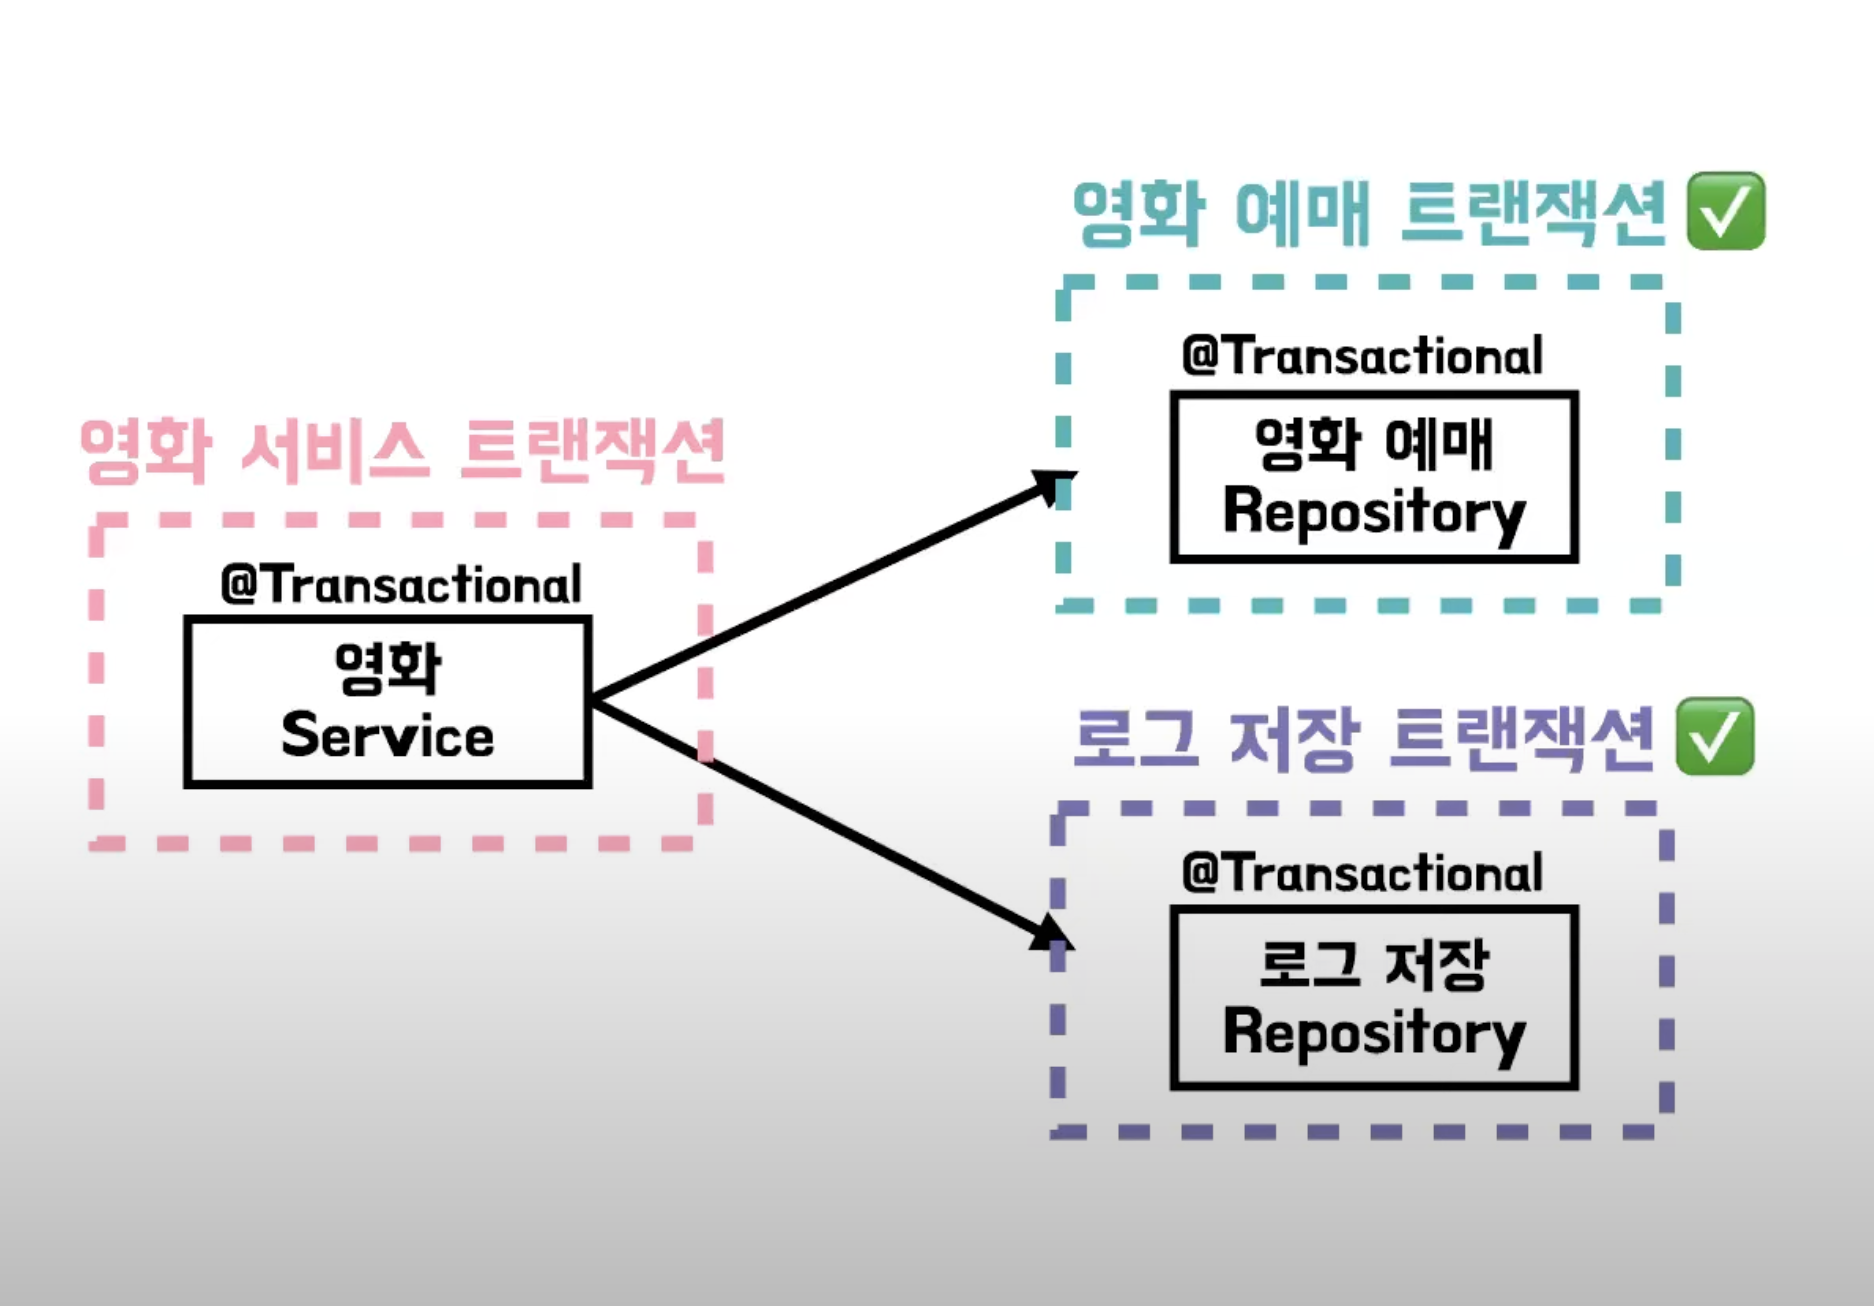 영화 예매 트랜잭션
@Transactional
영화 예매
Repository
영화 서비스 트랜잭션
@Transactional
영화
Service
로그 저장 트랜잭션
@Transactional
로그 저장
Repository